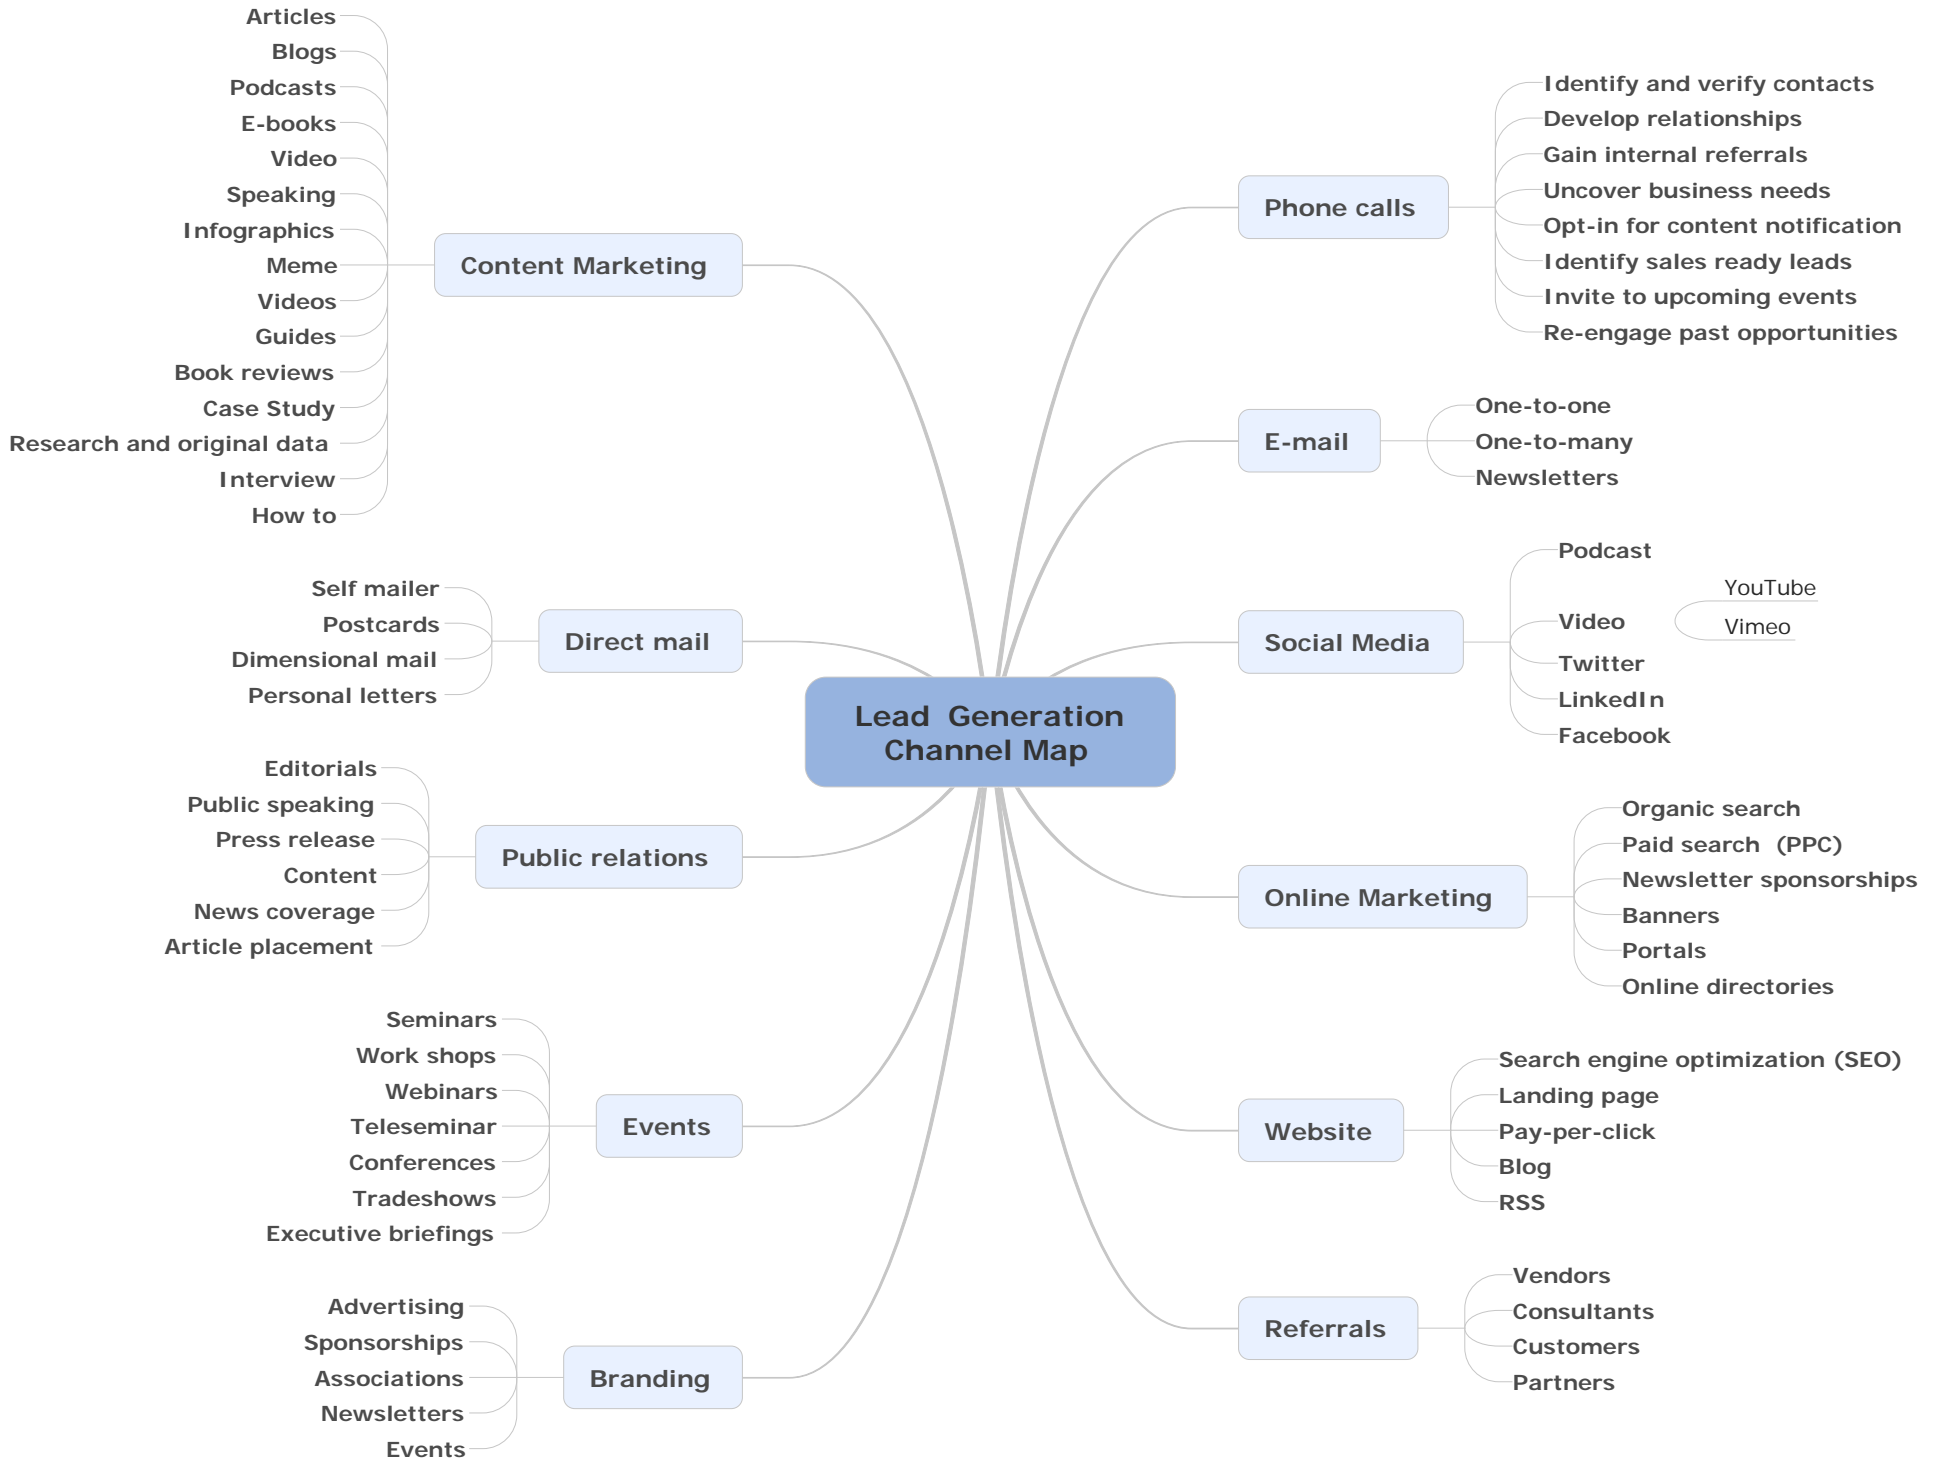 Lead  Generation
Channel Map
Phone calls
Identify and verify contacts
Develop relationships
Gain internal referrals
Uncover business needs
Opt-in for content notification
Identify sales ready leads
Invite to upcoming events
Re-engage past opportunities
E-mail
One-to-one
One-to-many
Newsletters
Social Media
Podcast
Video
YouTube
Vimeo
Twitter
LinkedIn
Facebook
Online Marketing
Organic search
Paid search  (PPC)
Newsletter sponsorships
Banners
Portals
Online directories
Website
Search engine optimization (SEO)
Landing page
Pay-per-click
Blog
RSS
Referrals
Vendors
Consultants
Customers
Partners
Content Marketing
Articles
Blogs
Podcasts
E-books
Video
Speaking
Infographics
Meme
Videos
Guides
Book reviews
Case Study
Research and original data
Interview
How to
Direct mail
Self mailer
Postcards
Dimensional mail
Personal letters
Public relations
Editorials
Public speaking
Press release
Content
News coverage
Article placement
Events
Seminars
Work shops
Webinars
Teleseminar
Conferences
Tradeshows
Executive briefings
Branding
Advertising
Sponsorships
Associations
Newsletters
Events